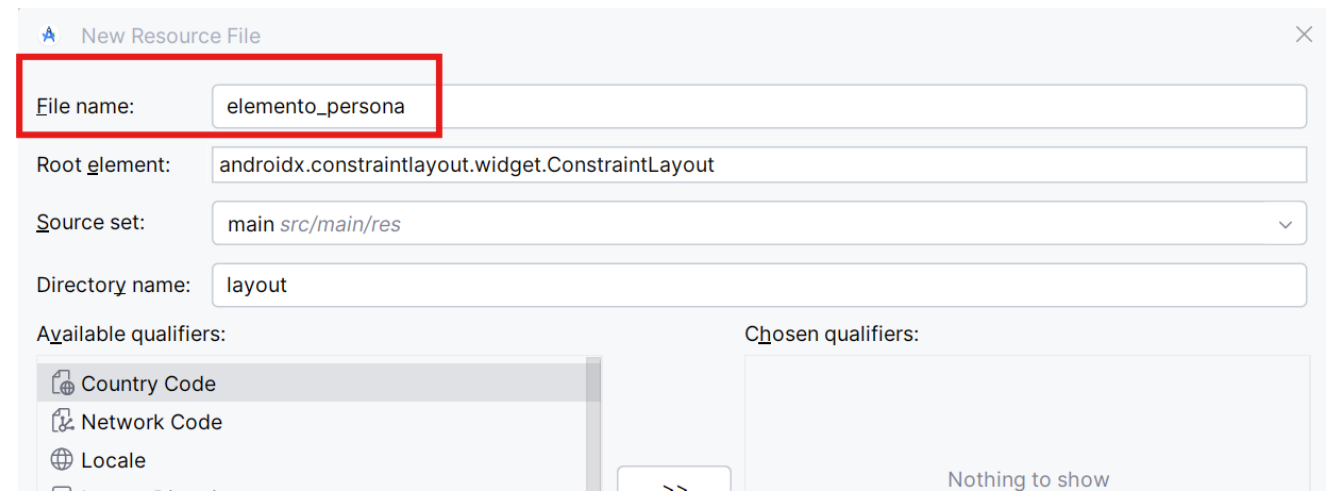 New Resource File
File name: elemento_persona
Root element: androidx.constraintlayout.widget.ConstraintLayout
Source set: main src/main/res
Directory name: layout
Available qualifiers: Chosen qualifiers:
Country Code
Network Code
Locale
>>
Nothing to show